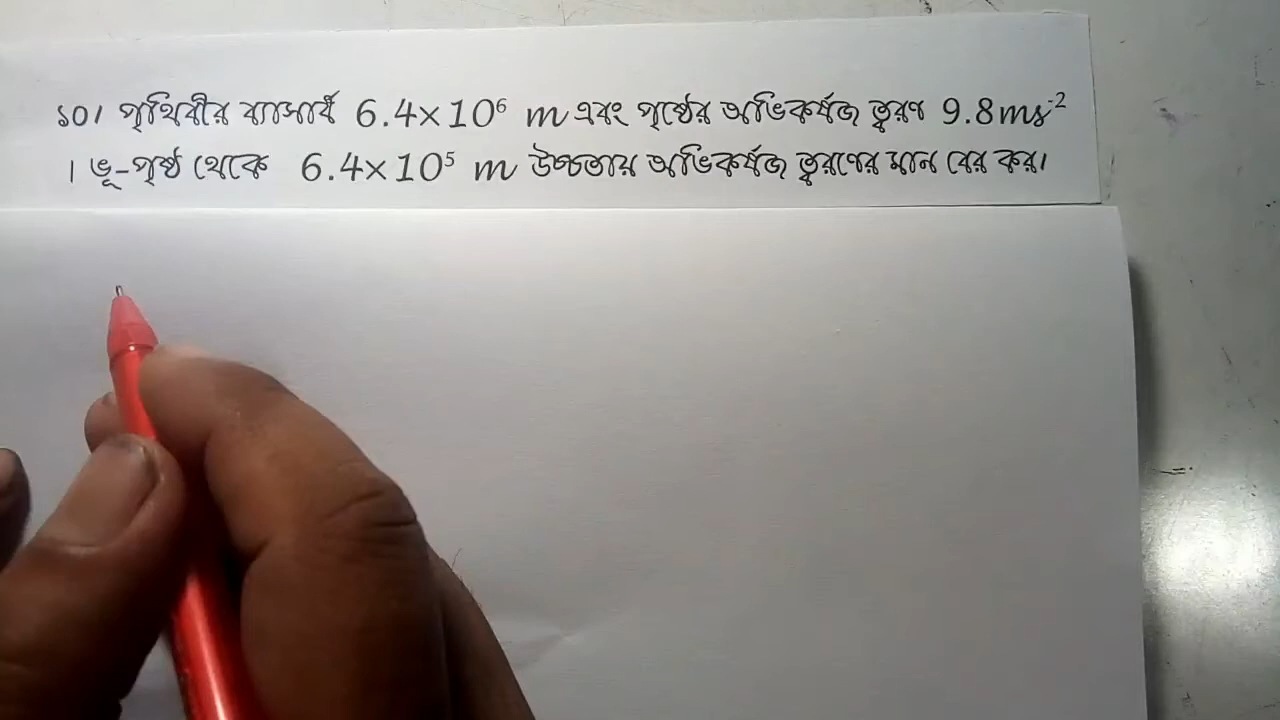 ১০। পৃথিবীর ব্যাসার্ধ 6.4×10⁶ m এবং পৃষ্ঠের অভিকর্ষজ ত্বরণ 9.8ms⁻²
। ভূ-পৃষ্ঠ থেকে 6.4×10⁵ m উচ্চতায় অভিকর্ষজ ত্বরণের মান বের কর।